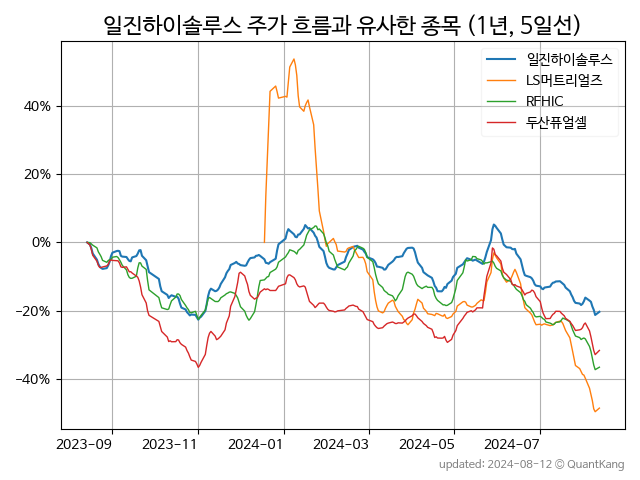 일진하이솔루스 주가 흐름과 유사한 종목 (1년, 5일선)
일진하이솔루스
LS머트리얼즈
RFHIC
두산퓨얼셀
40%
20%
0%
−20%
−40%
2023-09 2023-11 2024-01 2024-03 2024-05 2024-07
updated: 2024-08-12 © QuantKang